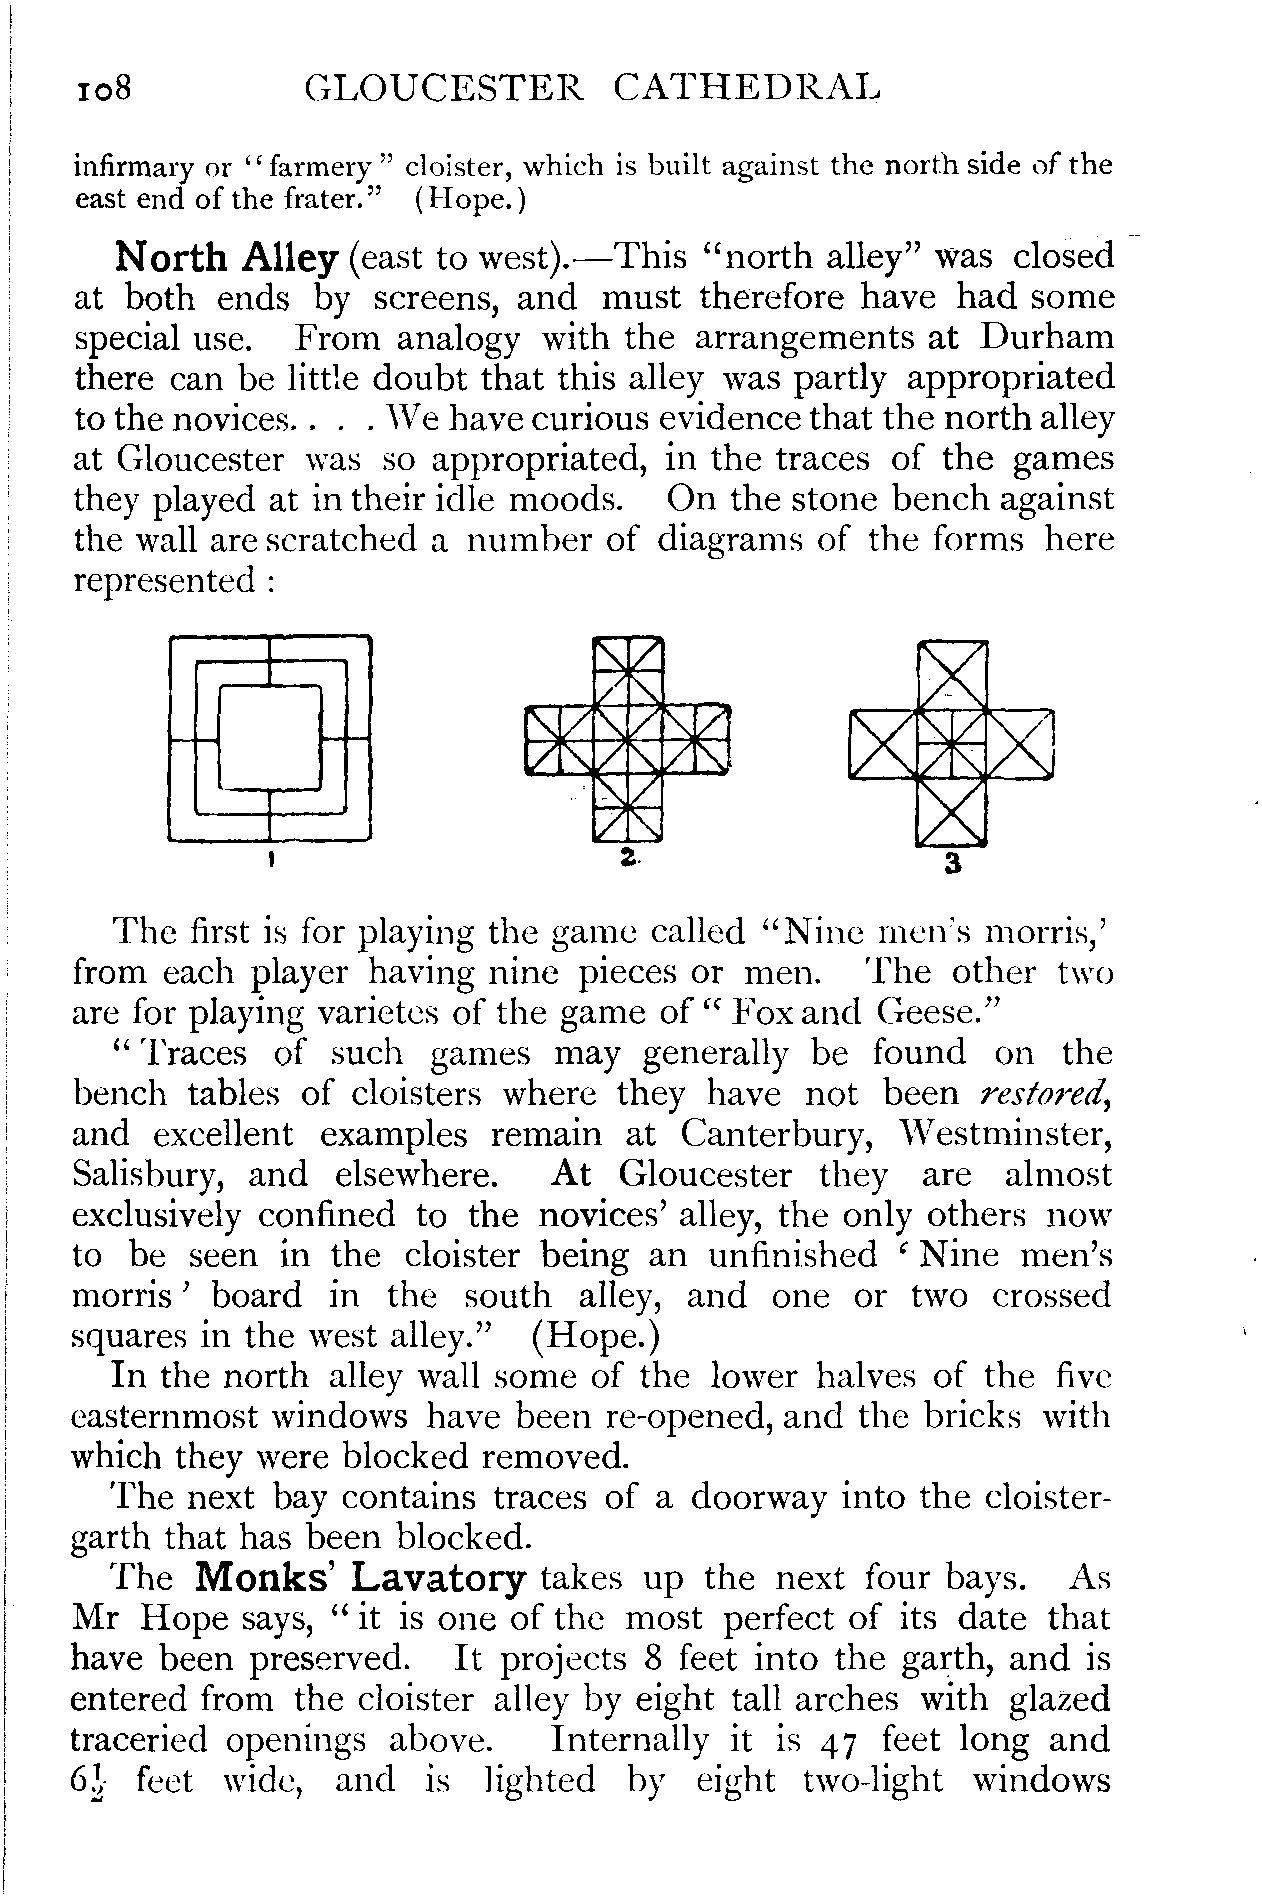 108 GLOUCESTER CATHEDRAL
infirmary or “farmery” cloister, which is built against the north side of the
east end of the frater.” (Hope.)
North Alley (east to west).—This “north alley” was closed
at both ends by screens, and must therefore have had some
special use. From analogy with the arrangements at Durham
there can be little doubt that this alley was partly appropriated
to the novices. . . . We have curious evidence that the north alley
at Gloucester was so appropriated, in the traces of the games
they played at in their idle moods. On the stone bench against
the wall are scratched a number of diagrams of the forms here
represented :
1 2. 3
The first is for playing the game called “Nine men's morris,’
from each player having nine pieces or men. The other two
are for playing varietes of the game of “ Fox and Geese.”
“ Traces of such games may generally be found on the
bench tables of cloisters where they have not been restored,
and excellent examples remain at Canterbury, Westminster,
Salisbury, and elsewhere. At Gloucester they are almost
exclusively confined to the novices’ alley, the only others now
to be seen in the cloister being an unfinished ‘ Nine men’s
morris ’ board in the south alley, and one or two crossed
squares in the west alley.” (Hope.)
In the north alley wall some of the lower halves of the five
easternmost windows have been re-opened, and the bricks with
which they were blocked removed.
The next bay contains traces of a doorway into the cloister-
garth that has been blocked.
The Monks’ Lavatory takes up the next four bays. As
Mr Hope says, “ it is one of the most perfect of its date that
have been preserved. It projects 8 feet into the garth, and is
entered from the cloister alley by eight tall arches with glazed
traceried openings above. Internally it is 47 feet long and
6½ feet wide, and is lighted by eight two-light windows